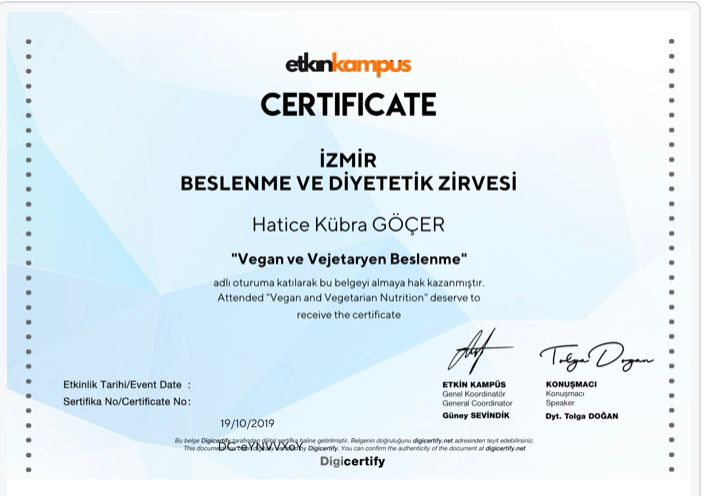 etkinkampus
CERTIFICATE
İZMİR
BESLENME VE DİYETETİK ZİRVESİ
Hatice Kübra GÖÇER
"Vegan ve Vejetaryen Beslenme"
adlı oturuma katılarak bu belgeyi almaya hak kazanmıştır.
Attended "Vegan and Vegetarian Nutrition" deserve to
receive the certificate
Tolga Dogan
ETKİN KAMPÜS
Genel Koordinatör
General Coordinator
Güney SEVİNDİK
KONUŞMACI
Konuşmacı
Speaker
Dyt. Tolga DOĞAN
Etkinlik Tarihi/Event Date :
Sertifika No/Certificate No:
19/10/2019
Bu belge Digicertify tarafından dijital sertifika haline getirilmiştir. Belgenin doğruluğunu digicertify.net adresinden teyit edebilirsiniz.
This document by Digicertify. You can confirm the authenticity of the document at digicertify.net
Digicertify